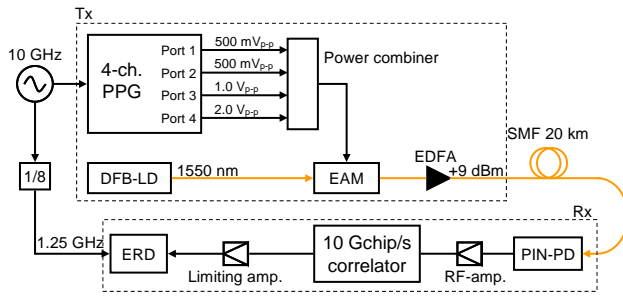 Tx
10 GHz
4-ch.
PPG
Port 1
Port 2
Port 3
Port 4
500 mVp-p
500 mVp-p
1.0 Vp-p
2.0 Vp-p
Power combiner
SMF 20 km
1/8
DFB-LD
1550 nm
EAM
EDFA
+9 dBm
Rx
1.25 GHz
ERD
Limiting amp.
10 Gchip/s
correlator
RF-amp.
PIN-PD